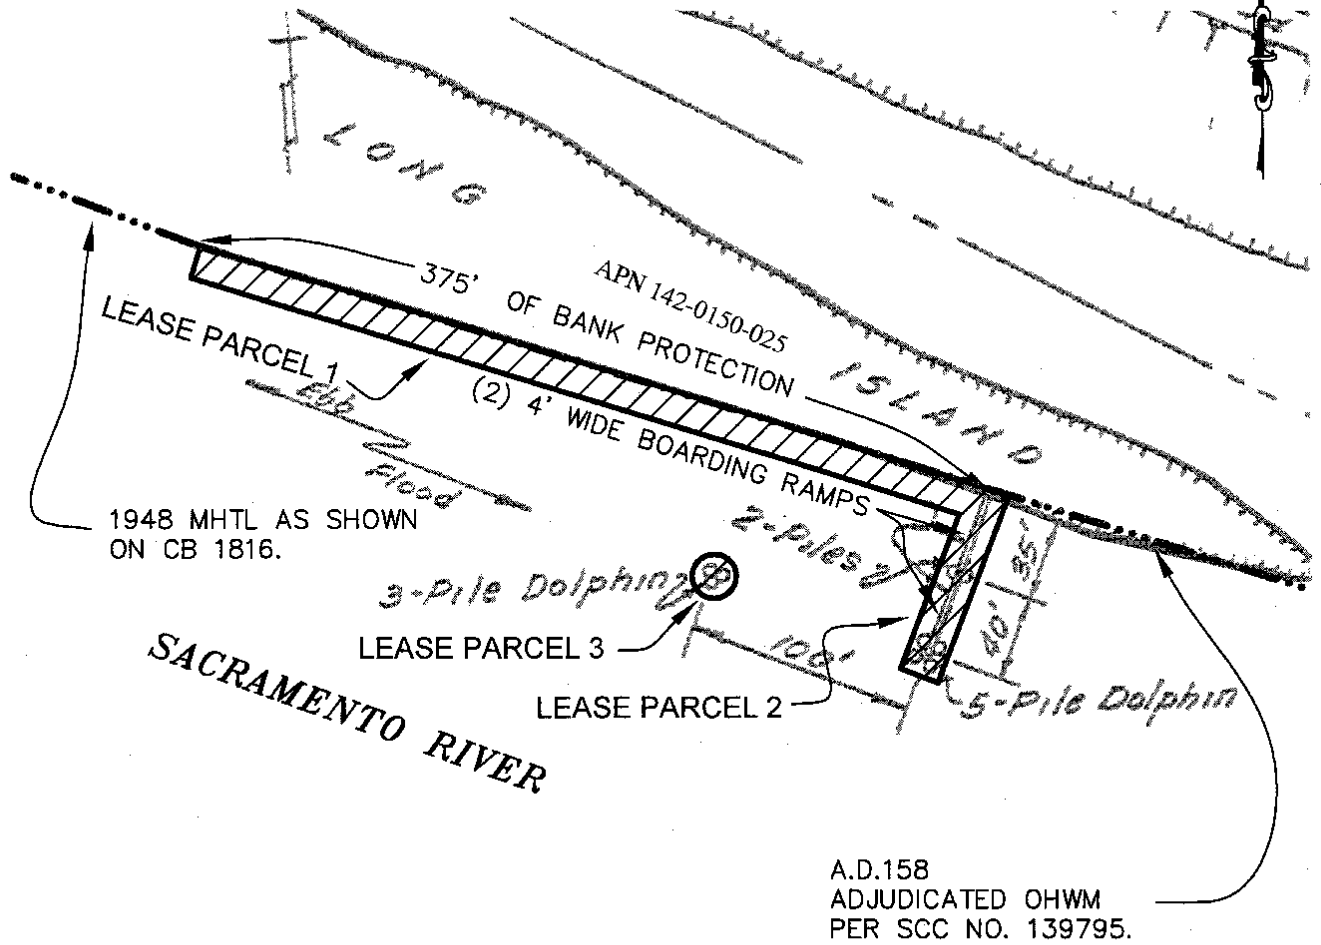 LONG
375' OF BANK PROTECTION
APN 142-0150-025
ISLAND
LEASE PARCEL 1
(2) 4' WIDE BOARDING RAMPS
Ebb
Flood
1948 MHTL AS SHOWN
ON CB 1816.
2-Piles
35'
40'
3-Pile Dolphin
LEASE PARCEL 3
100'
LEASE PARCEL 2
5-Pile Dolphin
SACRAMENTO RIVER
A.D.158
ADJUDICATED OHWM
PER SCC NO. 139795.